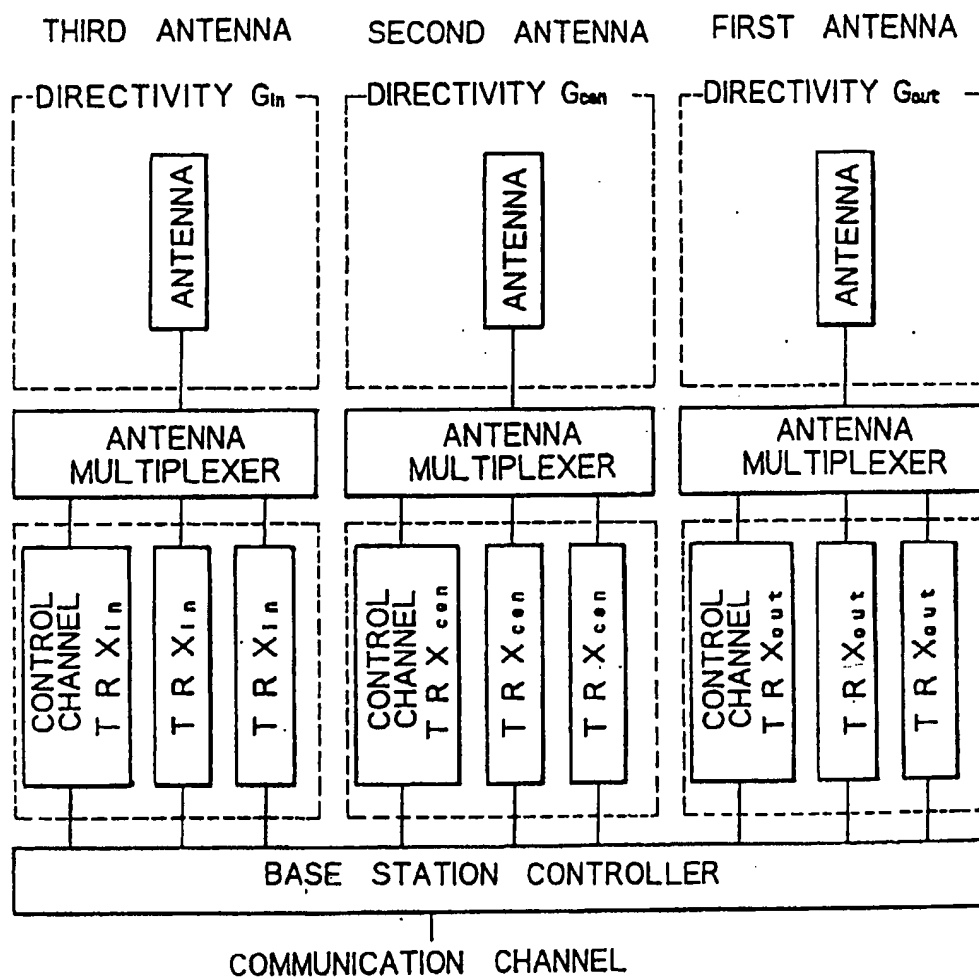 THIRD ANTENNA
SECOND ANTENNA
FIRST ANTENNA
DIRECTIVITY Gin
DIRECTIVITY Gcen
DIRECTIVITY Gout
ANTENNA
ANTENNA
ANTENNA
ANTENNA
MULTIPLEXER
ANTENNA
MULTIPLEXER
ANTENNA
MULTIPLEXER
CONTROL
CHANNEL
TRXin
TRXin
TRXin
CONTROL
CHANNEL
TRXcen
TRXcen
TRXcen
CONTROL
CHANNEL
TRXout
TRXout
TRXout
BASE STATION CONTROLLER
COMMUNICATION CHANNEL